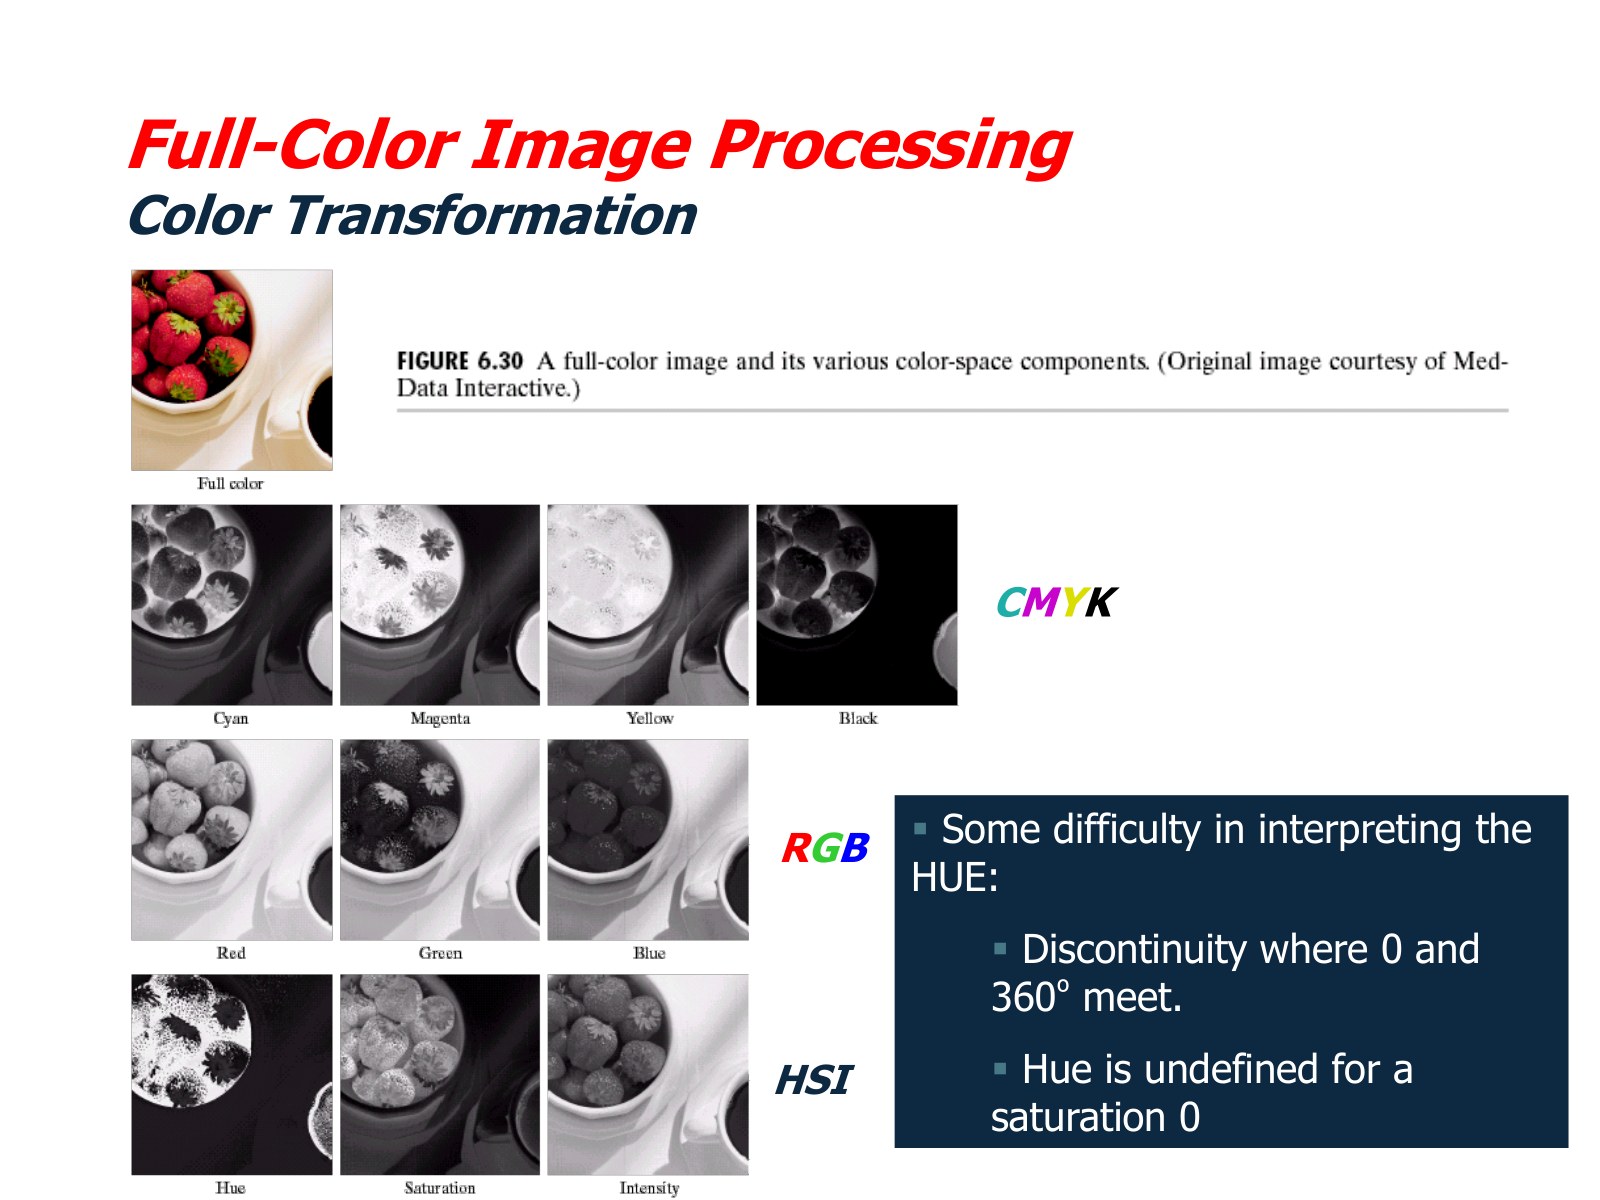 Full-Color Image Processing
Color Transformation
FIGURE 6.30 A full-color image and its various color-space components. (Original image courtesy of Med-
Data Interactive.)
Full color
Cyan Magenta Yellow Black
CMYK
Red Green Blue
RGB
Hue Saturation Intensity
HSI
▪ Some difficulty in interpreting the
HUE:
▪ Discontinuity where 0 and
360º meet.
▪ Hue is undefined for a
saturation 0